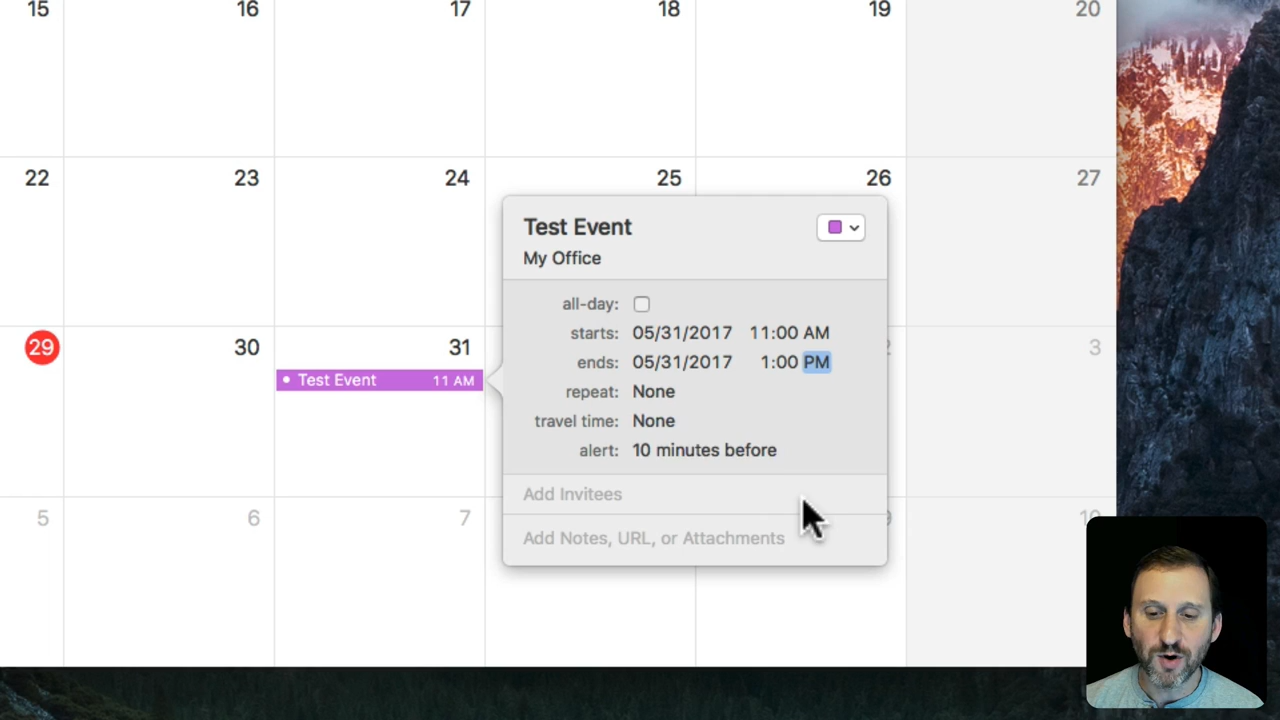 15 16 17 18 19 20
22 23 24 25 26 27
Test Event
My Office
all-day:
starts: 05/31/2017 11:00 AM
ends: 05/31/2017 1:00 PM
repeat: None
travel time: None
alert: 10 minutes before
Add Invitees
Add Notes, URL, or Attachments
29 30 31 3
Test Event 11 AM
5 6 7